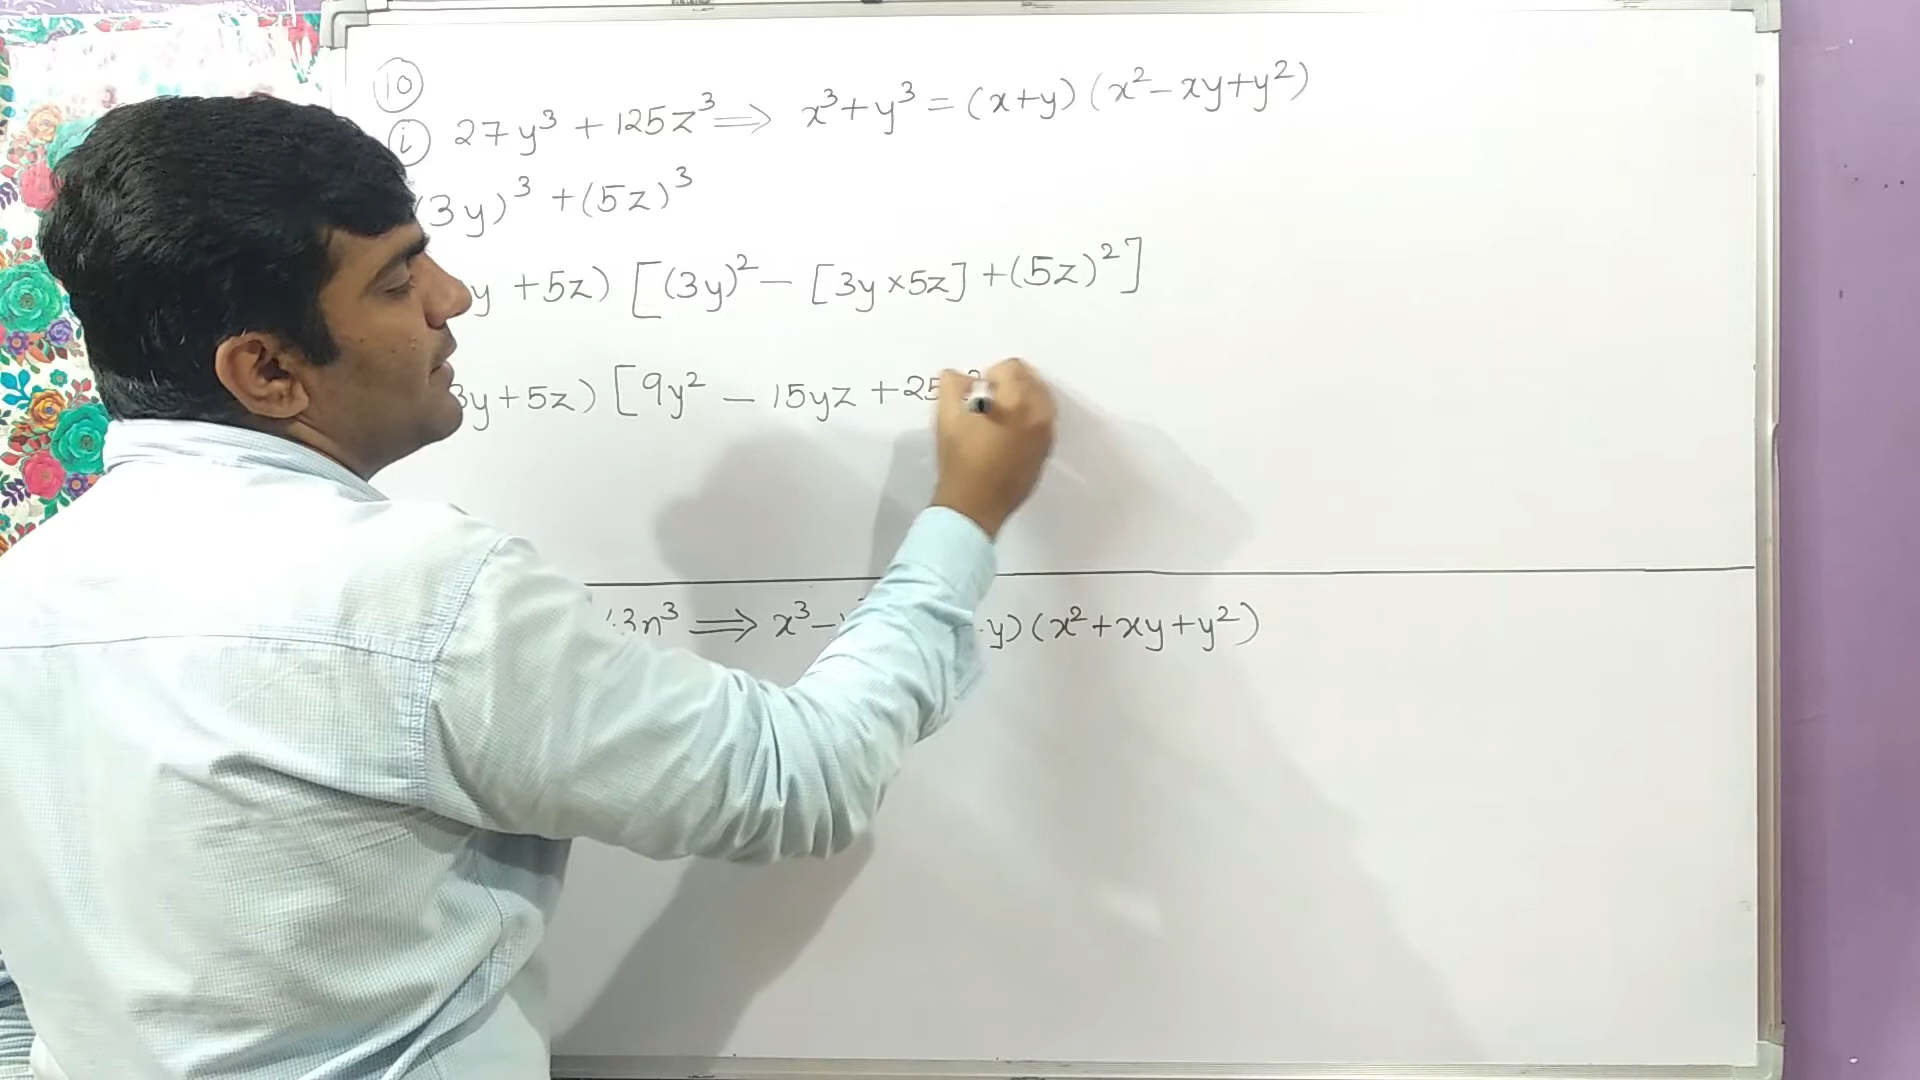 10
i 27y³ + 125z³ ⟹ x³+y³ = (x+y) (x²-xy+y²)
(3y)³ + (5z)³
y +5z) [(3y)² - [3y×5z] + (5z)²]
3y+5z) [9y² - 15yz + 25
3n³ ⟹ x³- y) (x²+xy+y²)